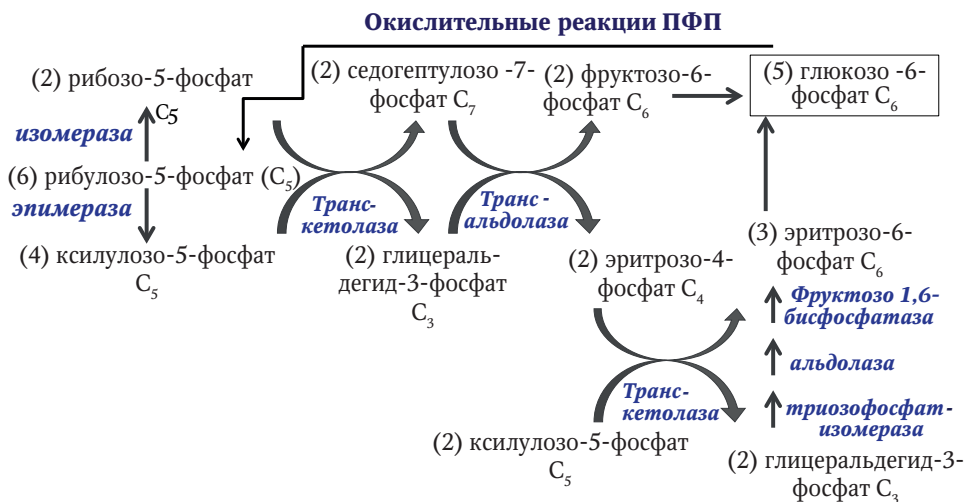 Окислительные реакции ПФП
(2) рибозо-5-фосфат
C5
(2) седогептулозо -7-
фосфат C₇
(2) фруктозо-6-
фосфат C₆
(5) глюкозо -6-
фосфат C₆
изомераза
(6) рибулозо-5-фосфат (C₅)
эпимераза
Транс-
кетолаза
Транс -
альдолаза
(4) ксилулозо-5-фосфат
C₅
(2) глицераль-
дегид-3-фосфат
C₃
(2) эритрозо-4-
фосфат C₄
(3) эритрозо-6-
фосфат C₆
Фруктозо 1,6-
бисфосфатаза
альдолаза
Транс-
кетолаза
триозофосфат-
изомераза
(2) ксилулозо-5-фосфат
C₅
(2) глицеральдегид-3-
фосфат C₃